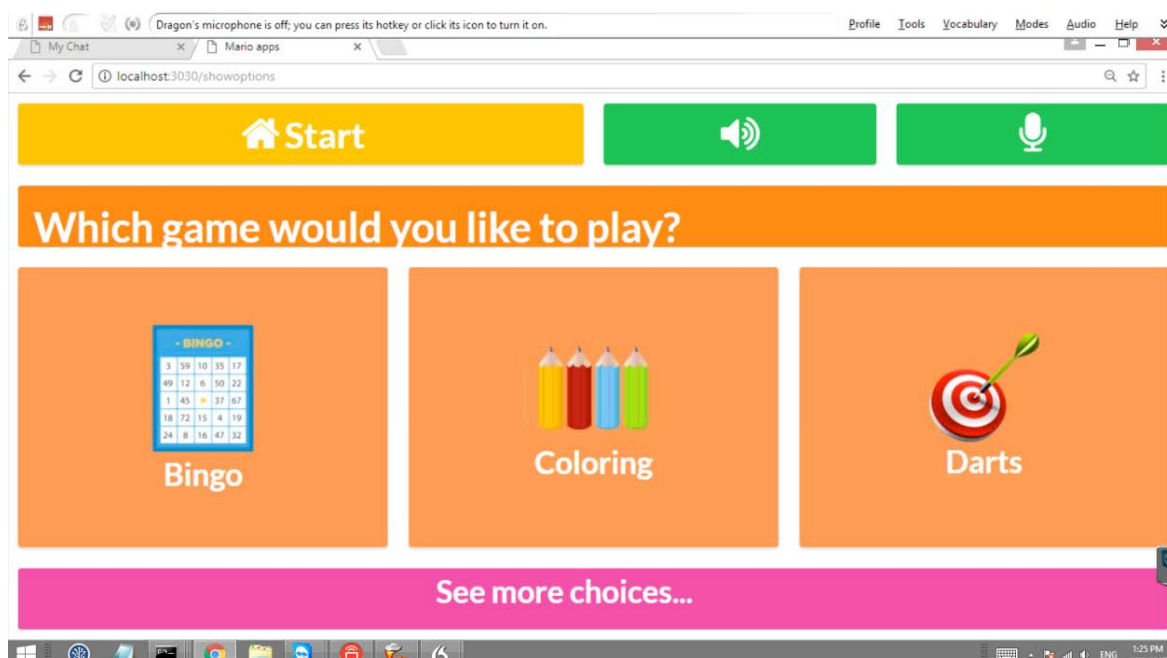 Dragon's microphone is off; you can press its hotkey or click its icon to turn it on.
Profile Tools Vocabulary Modes Audio Help
My Chat
Mario apps
localhost:3030/showoptions
Start
Which game would you like to play?
- BINGO -
3 59 10 35 17
49 12 6 50 22
1 45 37 67
18 72 15 4 19
24 8 16 47 32
Bingo
Coloring
Darts
See more choices...
ENG
1:25 PM